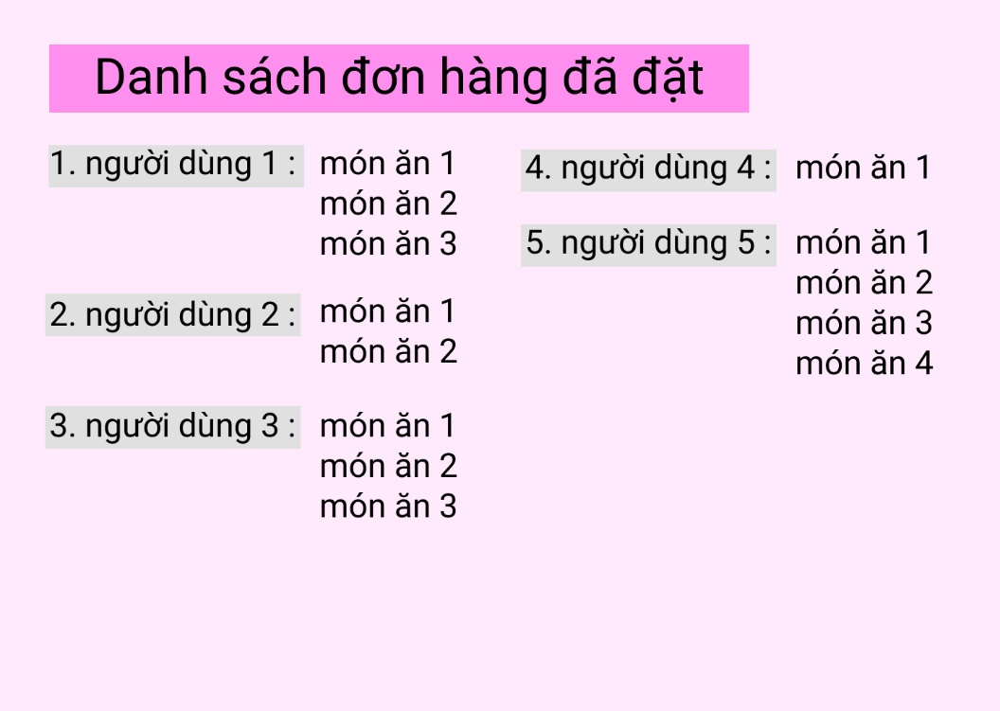 Danh sách đơn hàng đã đặt
1. người dùng 1 : món ăn 1
món ăn 2
món ăn 3
2. người dùng 2 : món ăn 1
món ăn 2
3. người dùng 3 : món ăn 1
món ăn 2
món ăn 3
4. người dùng 4 : món ăn 1
5. người dùng 5 : món ăn 1
món ăn 2
món ăn 3
món ăn 4